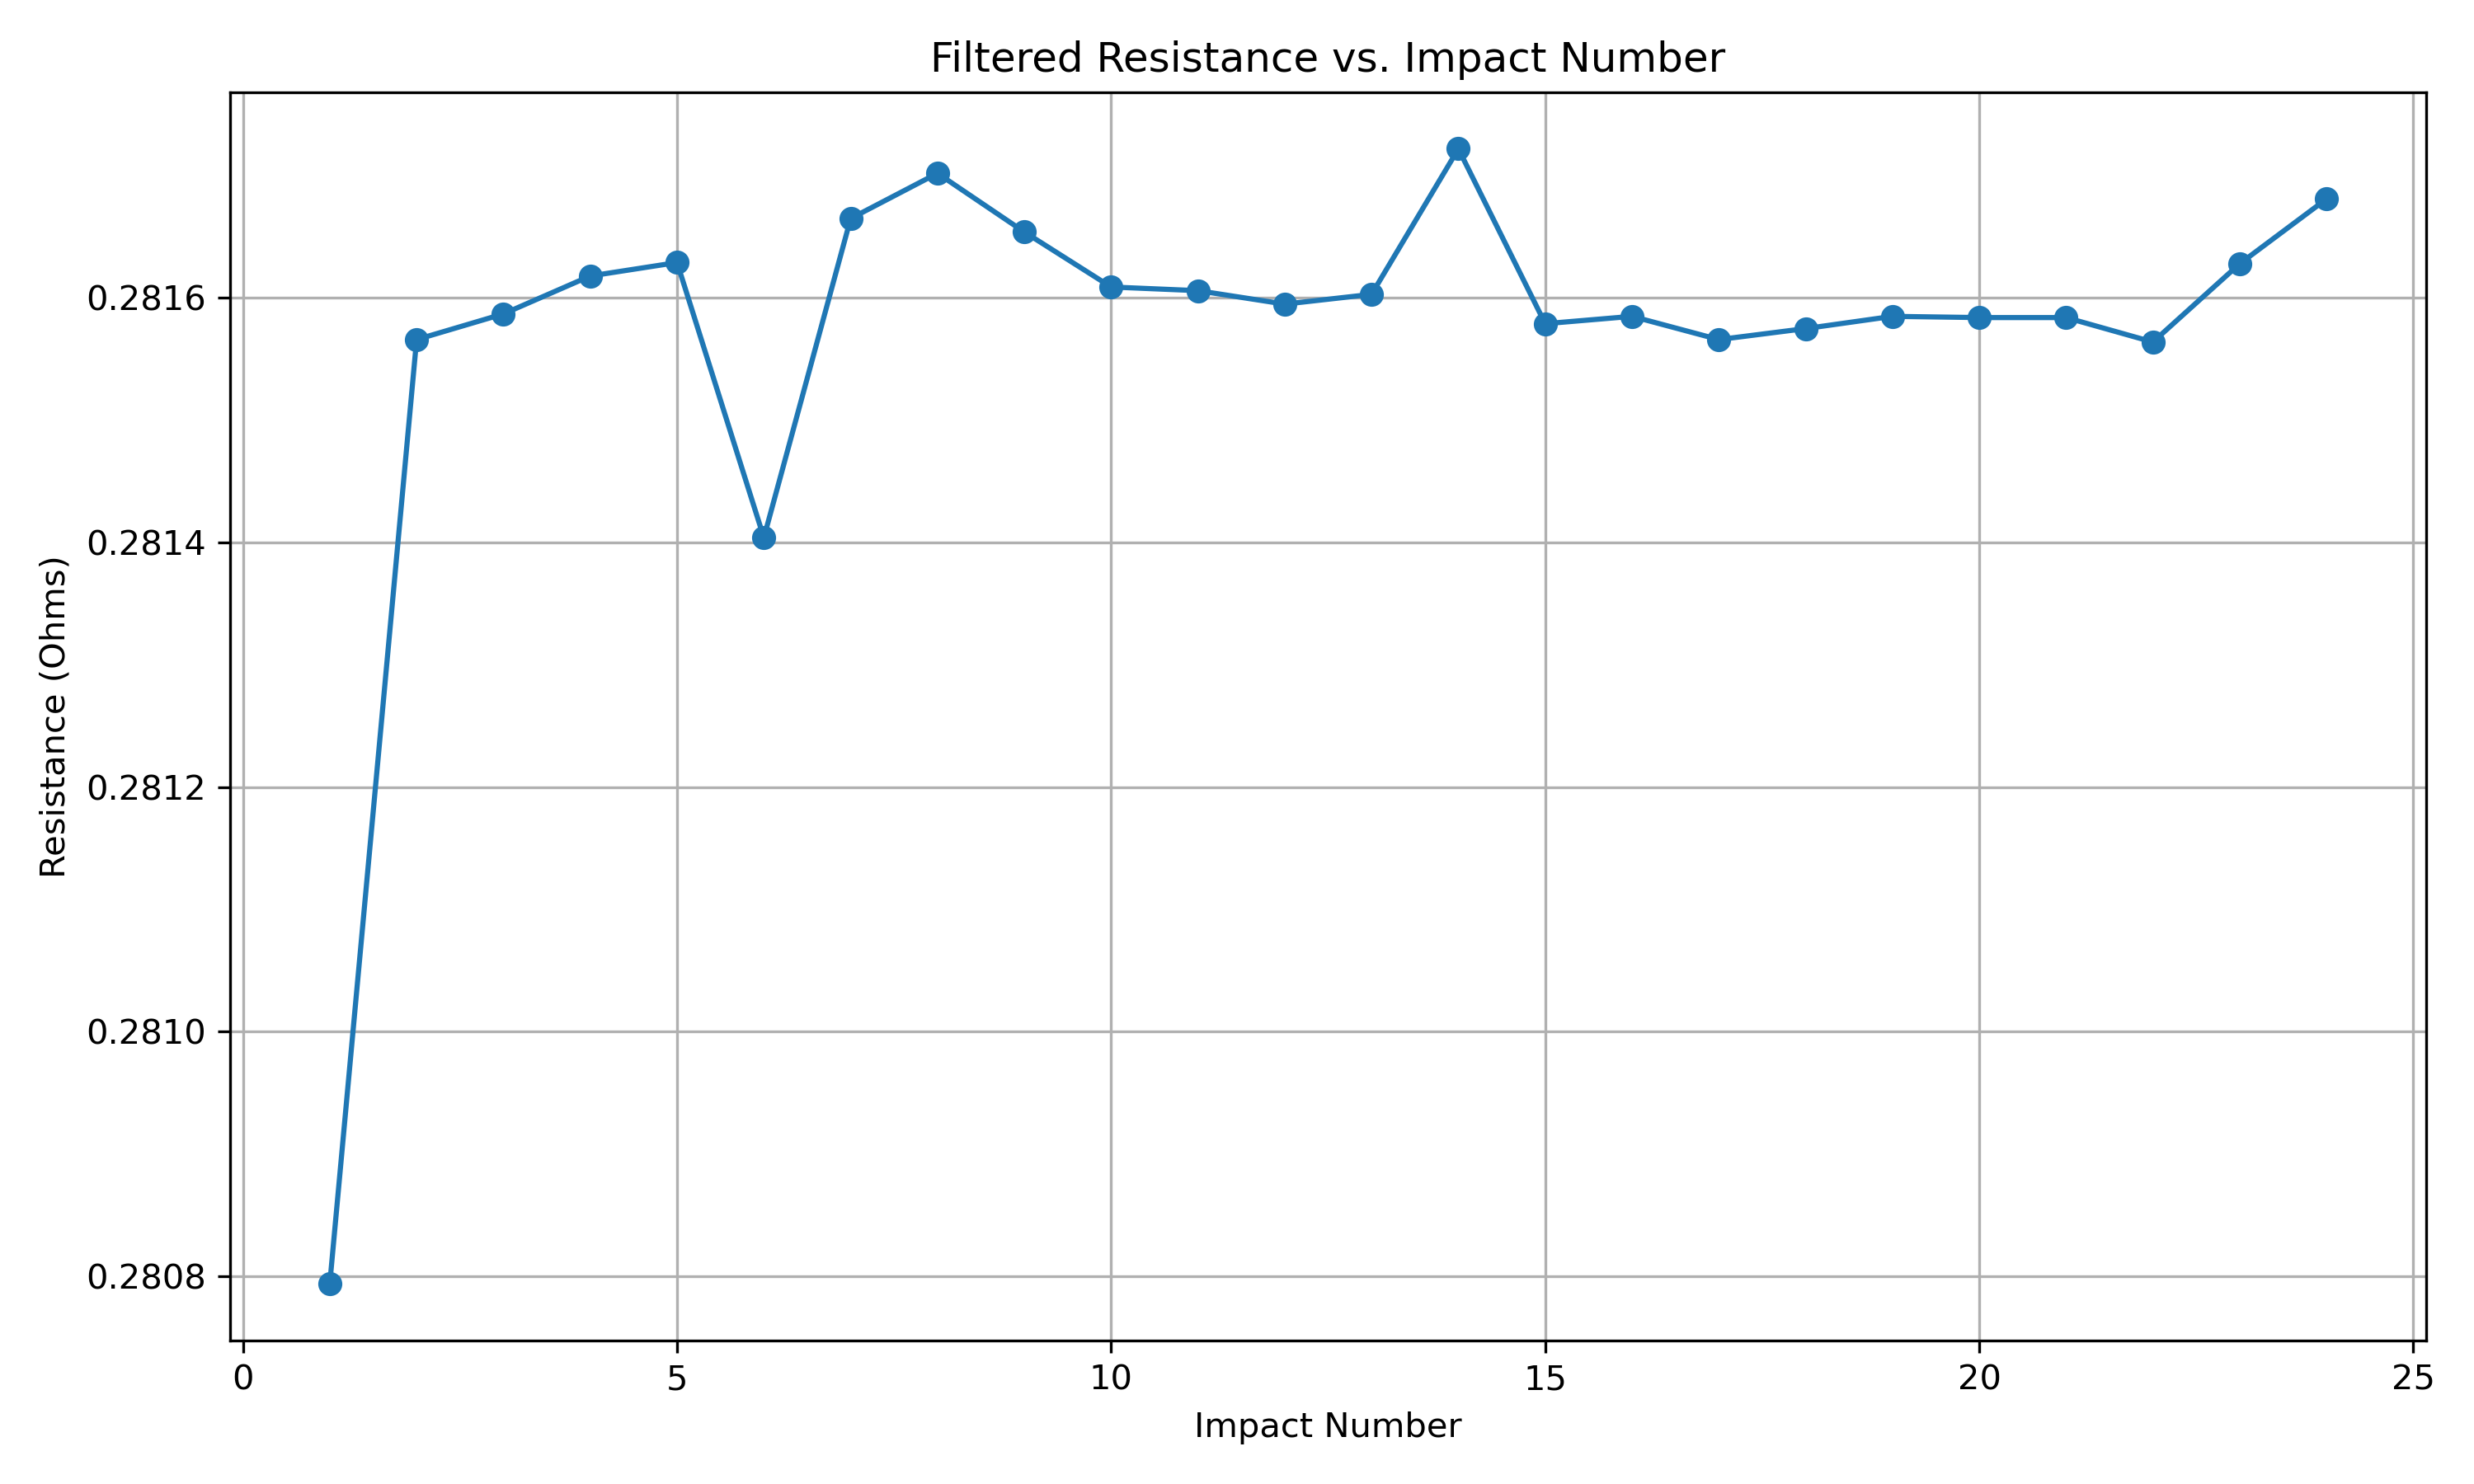 Filtered Resistance vs. Impact Number
Resistance (Ohms)
0.2816
0.2814
0.2812
0.2810
0.2808
0 5 10 15 20 25
Impact Number